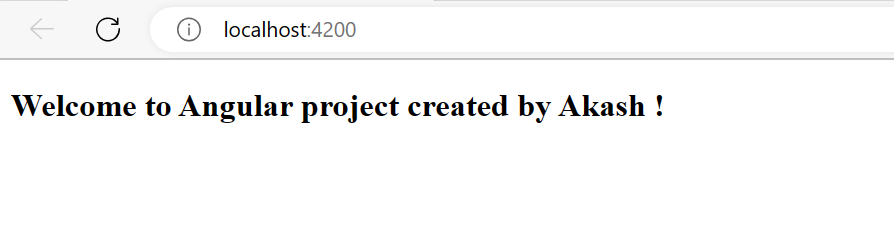 localhost:4200
Welcome to Angular project created by Akash !